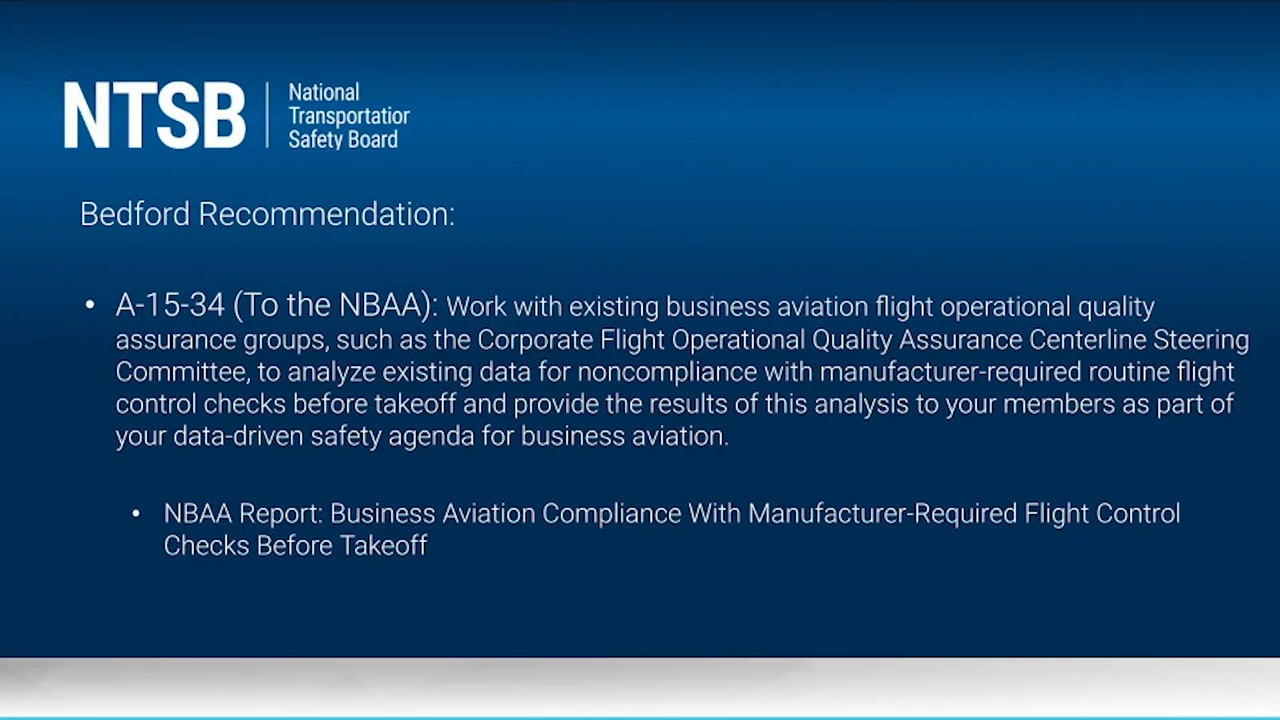 NTSB
National
Transportation
Safety Board
Bedford Recommendation:
• A-15-34 (To the NBAA): Work with existing business aviation flight operational quality
assurance groups, such as the Corporate Flight Operational Quality Assurance Centerline Steering
Committee, to analyze existing data for noncompliance with manufacturer-required routine flight
control checks before takeoff and provide the results of this analysis to your members as part of
your data-driven safety agenda for business aviation.
• NBAA Report: Business Aviation Compliance With Manufacturer-Required Flight Control
Checks Before Takeoff